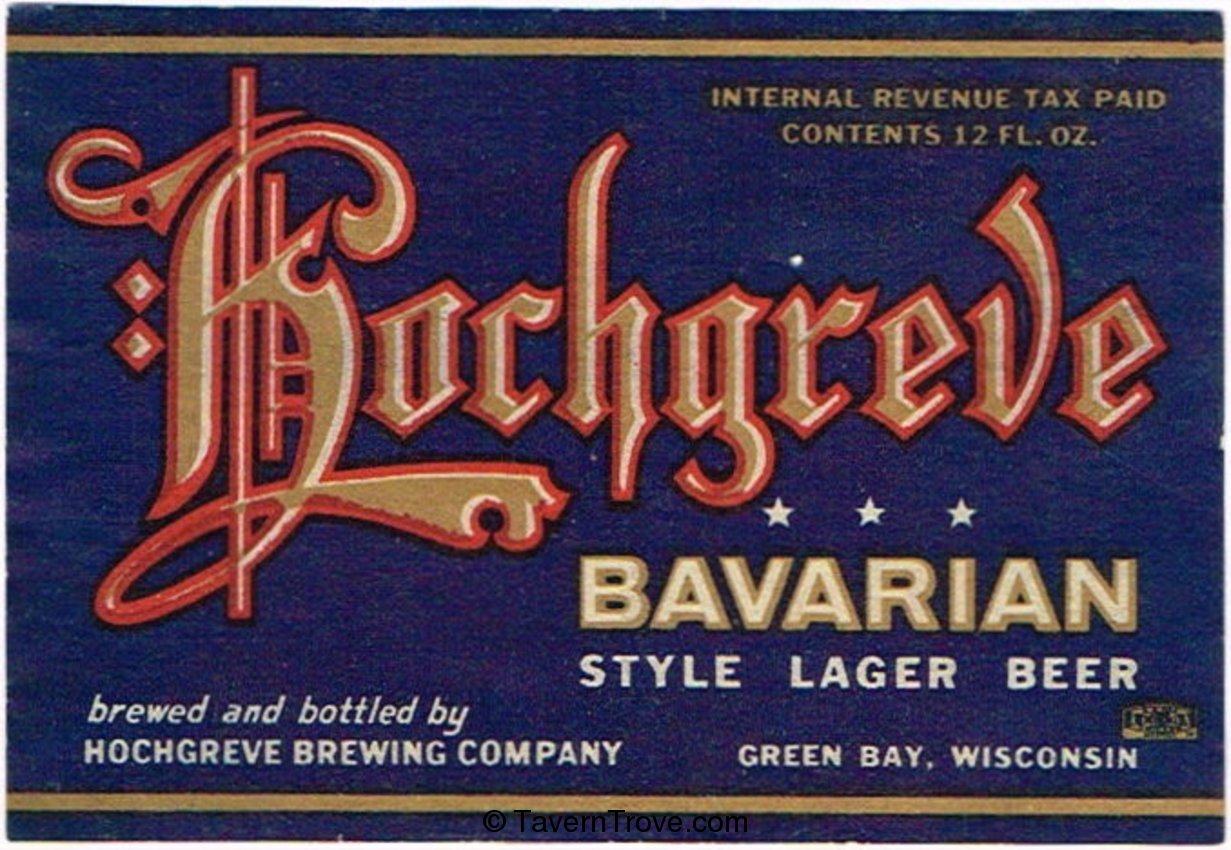 INTERNAL REVENUE TAX PAID
CONTENTS 12 FL. OZ.
Hochgreve
BAVARIAN
STYLE LAGER BEER
brewed and bottled by
HOCHGREVE BREWING COMPANY
GREEN BAY, WISCONSIN
© TavernTrove.com